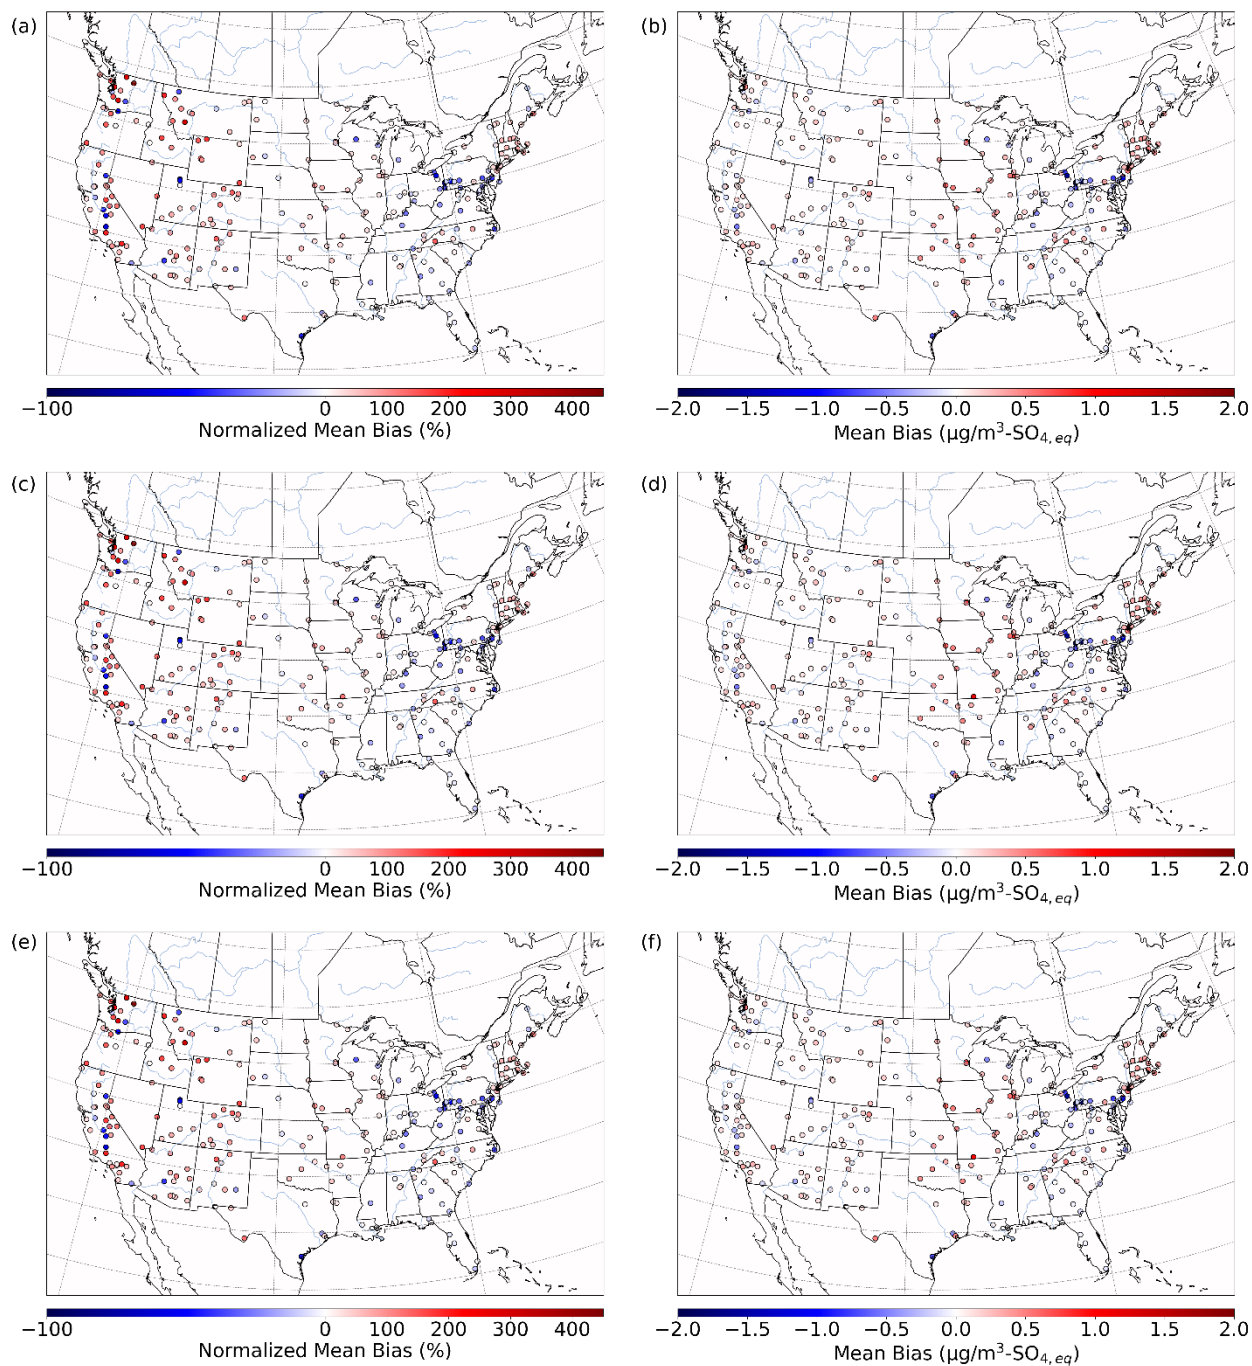 (a) (b)
−100 0 100 200 300 400 −2.0 −1.5 −1.0 −0.5 0.0 0.5 1.0 1.5 2.0
Normalized Mean Bias (%) Mean Bias (μg/m³-SO₄,eq)
(c) (d)
−100 0 100 200 300 400 −2.0 −1.5 −1.0 −0.5 0.0 0.5 1.0 1.5 2.0
Normalized Mean Bias (%) Mean Bias (μg/m³-SO₄,eq)
(e) (f)
−100 0 100 200 300 400 −2.0 −1.5 −1.0 −0.5 0.0 0.5 1.0 1.5 2.0
Normalized Mean Bias (%) Mean Bias (μg/m³-SO₄,eq)